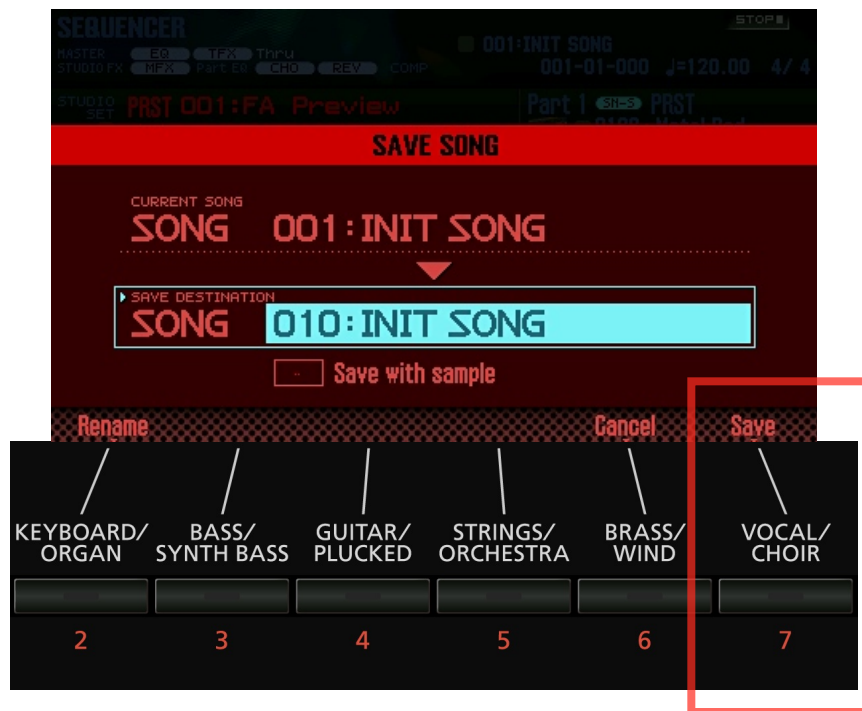 SEQUENCER
STOP
MASTER EQ TFX Thru
001:INIT SONG
STUDIO FX MFX Part EQ CHO REV COMP
001-01-000 ♩=120.00 4/4
STUDIO SET PRST 001:FA Preview
Part 1 SN-S PRST
SAVE SONG
CURRENT SONG
SONG 001:INIT SONG
SAVE DESTINATION
SONG 010:INIT SONG
Save with sample
Rename Cancel Save
KEYBOARD/ BASS/ GUITAR/ STRINGS/ BRASS/ VOCAL/
ORGAN SYNTH BASS PLUCKED ORCHESTRA WIND CHOIR
2 3 4 5 6 7